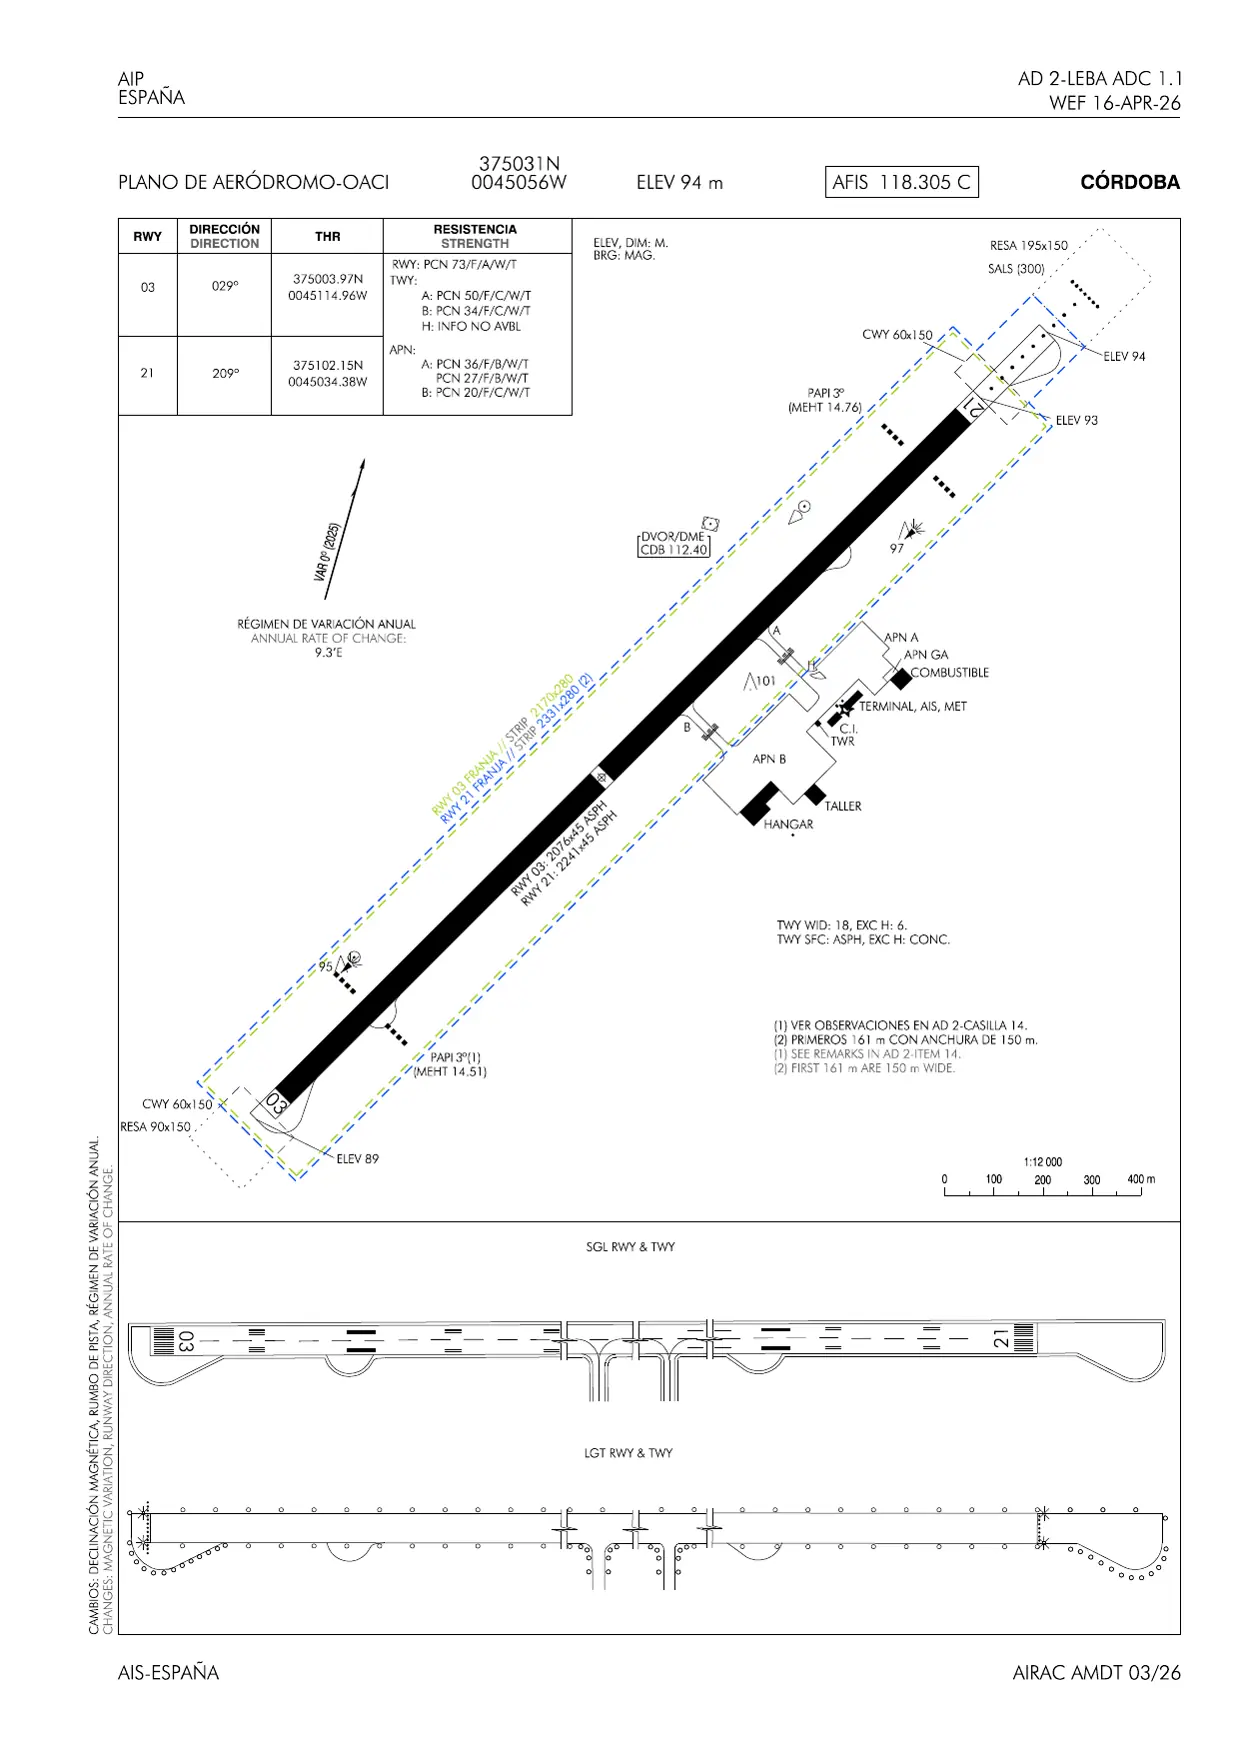 AIP
ESPAÑA
AD 2-LEBA ADC 1.1
WEF 16-APR-26
PLANO DE AERÓDROMO-OACI
375031N
0045056W
ELEV 94 m
AFIS 118.305 C
CÓRDOBA
RWY
DIRECCIÓN
DIRECTION
THR
RESISTENCIA
STRENGTH
03
029º
375003.97N
0045114.96W
21
209º
375102.15N
0045034.38W
RWY: PCN 73/F/A/W/T
TWY:
A: PCN 50/F/C/W/T
B: PCN 34/F/C/W/T
H: INFO NO AVBL
APN:
A: PCN 36/F/B/W/T
PCN 27/F/B/W/T
B: PCN 20/F/C/W/T
ELEV, DIM: M.
BRG: MAG.
RESA 195x150
SALS (300)
CWY 60x150
ELEV 94
PAPI 3º
(MEHT 14.76)
21
ELEV 93
VAR 0º (2025)
RÉGIMEN DE VARIACIÓN ANUAL
ANNUAL RATE OF CHANGE:
9.3'E
DVOR/DME
CDB 112.40
97
A
H
101
B
APN A
APN GA
COMBUSTIBLE
TERMINAL, AIS, MET
C.I.
TWR
APN B
TALLER
HANGAR
RWY 03 FRANJA // STRIP 2170x280
RWY 21 FRANJA // STRIP 2331x280 (2)
RWY 03: 2076x45 ASPH
RWY 21: 2241x45 ASPH
TWY WID: 18, EXC H: 6.
TWY SFC: ASPH, EXC H: CONC.
95
PAPI 3º(1)
(MEHT 14.51)
(1) VER OBSERVACIONES EN AD 2-CASILLA 14.
(2) PRIMEROS 161 m CON ANCHURA DE 150 m.
(1) SEE REMARKS IN AD 2-ITEM 14.
(2) FIRST 161 m ARE 150 m WIDE.
03
CWY 60x150
RESA 90x150
ELEV 89
1:12 000
0 100 200 300 400 m
SGL RWY & TWY
03
21
LGT RWY & TWY
CAMBIOS: DECLINACIÓN MAGNÉTICA, RUMBO DE PISTA, RÉGIMEN DE VARIACIÓN ANUAL.
CHANGES: MAGNETIC VARIATION, RUNWAY DIRECTION, ANNUAL RATE OF CHANGE.
AIS-ESPAÑA
AIRAC AMDT 03/26